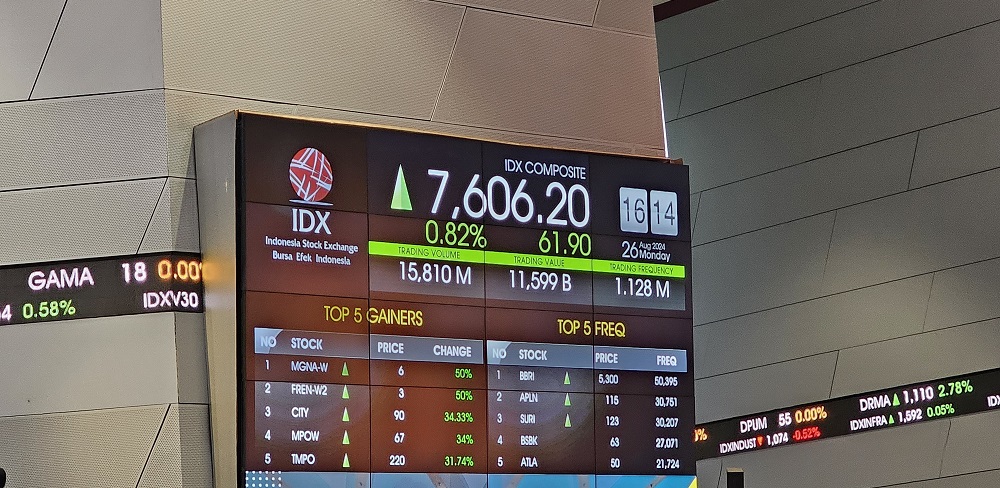 IDX
Indonesia Stock Exchange
Bursa Efek Indonesia
IDX COMPOSITE
7,606.20
0.82% 61.90
16 14
26 Aug 2024
Monday
TRADING VOLUME TRADING VALUE TRADING FREQUENCY
15,810 M 11,599 B 1.128 M
TOP 5 GAINERS
NO STOCK PRICE CHANGE
1 MGNA-W 6 50%
2 FREN-W2 3 50%
3 CITY 90 34.33%
4 MPOW 67 34%
5 TMPO 220 31.74%
TOP 5 FREQ
NO STOCK PRICE FREQ
1 BBRI 5,300 50,395
2 APLN 115 30,751
3 SURI 123 30,207
4 BSBK 63 27,071
5 ATLA 50 21,724
GAMA 18 0.00%
4 0.58% IDXV30
% DPUM 55 0.00% DRMA 1,110 2.78%
IDXINDUST 1,074 -0.52% IDXINFRA 1,592 0.05% IDX